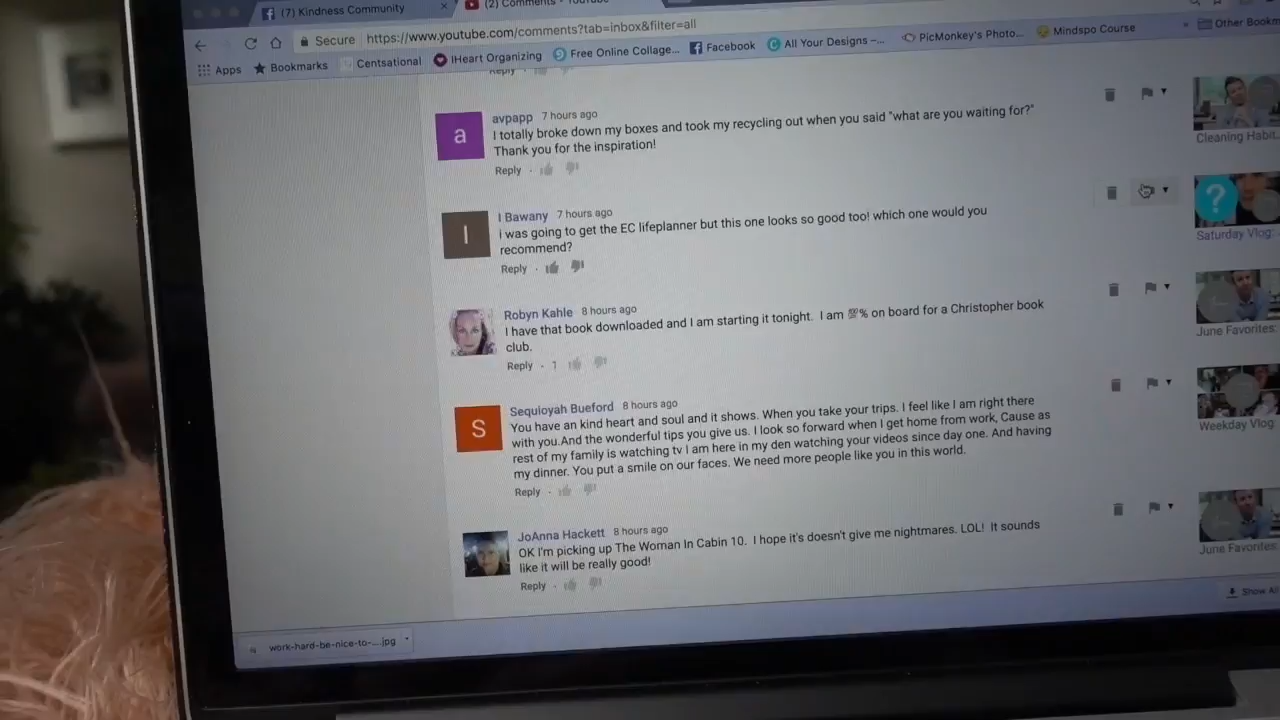 (7) Kindness Community
(2) Comments - YouTube
Secure https://www.youtube.com/comments?tab=inbox&filter=all
Apps Bookmarks Centsational IHeart Organizing Free Online Collage... Facebook All Your Designs –... PicMonkey's Photo... Mindspo Course » Other Bookm
Reply
avpapp 7 hours ago
I totally broke down my boxes and took my recycling out when you said "what are you waiting for?"
Thank you for the inspiration!
Reply
Cleaning Habit
a
I Bawany 7 hours ago
i was going to get the EC lifeplanner but this one looks so good too! which one would you
recommend?
Reply
I
?
Saturday Vlog:
Robyn Kahle 8 hours ago
I have that book downloaded and I am starting it tonight. I am 💯% on board for a Christopher book
club.
Reply · 1
June Favorites
Sequioyah Bueford 8 hours ago
You have an kind heart and soul and it shows. When you take your trips. I feel like I am right there
with you.And the wonderful tips you give us. I look so forward when I get home from work, Cause as
rest of my family is watching tv I am here in my den watching your videos since day one. And having
my dinner. You put a smile on our faces. We need more people like you in this world.
Reply
S
Weekday Vlog
JoAnna Hackett 8 hours ago
OK I'm picking up The Woman In Cabin 10. I hope it's doesn't give me nightmares. LOL! It sounds
like it will be really good!
Reply
June Favorites
Show All
work-hard-be-nice-to-....jpg